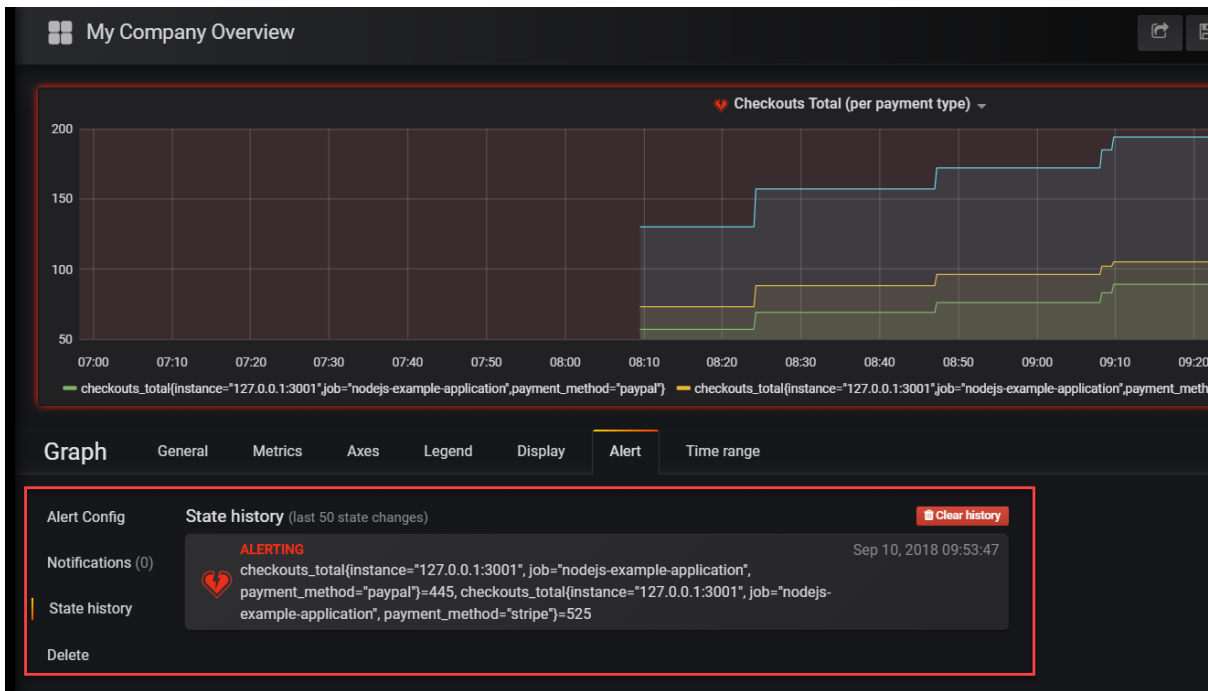 My Company Overview
Checkouts Total (per payment type)
200
150
100
50
07:00 07:10 07:20 07:30 07:40 07:50 08:00 08:10 08:20 08:30 08:40 08:50 09:00 09:10 09:20
checkouts_total{instance="127.0.0.1:3001",job="nodejs-example-application",payment_method="paypal"} checkouts_total{instance="127.0.0.1:3001",job="nodejs-example-application",payment_meth
Graph General Metrics Axes Legend Display Alert Time range
Alert Config State history (last 50 state changes) Clear history
ALERTING Sep 10, 2018 09:53:47
Notifications (0) checkouts_total{instance="127.0.0.1:3001", job="nodejs-example-application",
payment_method="paypal"}=445, checkouts_total{instance="127.0.0.1:3001", job="nodejs-
State history example-application", payment_method="stripe"}=525
Delete